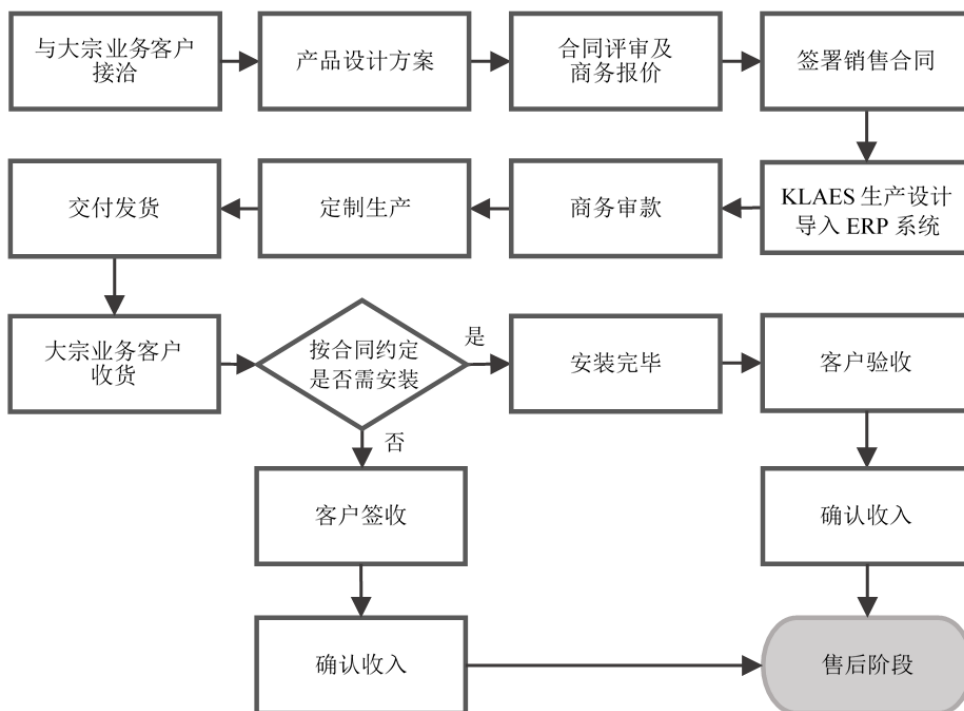 与大宗业务客户
接洽
产品设计方案
合同评审及
商务报价
签署销售合同
交付发货
定制生产
商务审款
KLAES 生产设计
导入 ERP 系统
大宗业务客户
收货
按合同约定
是否需安装
是
安装完毕
客户验收
否
客户签收
确认收入
确认收入
售后阶段